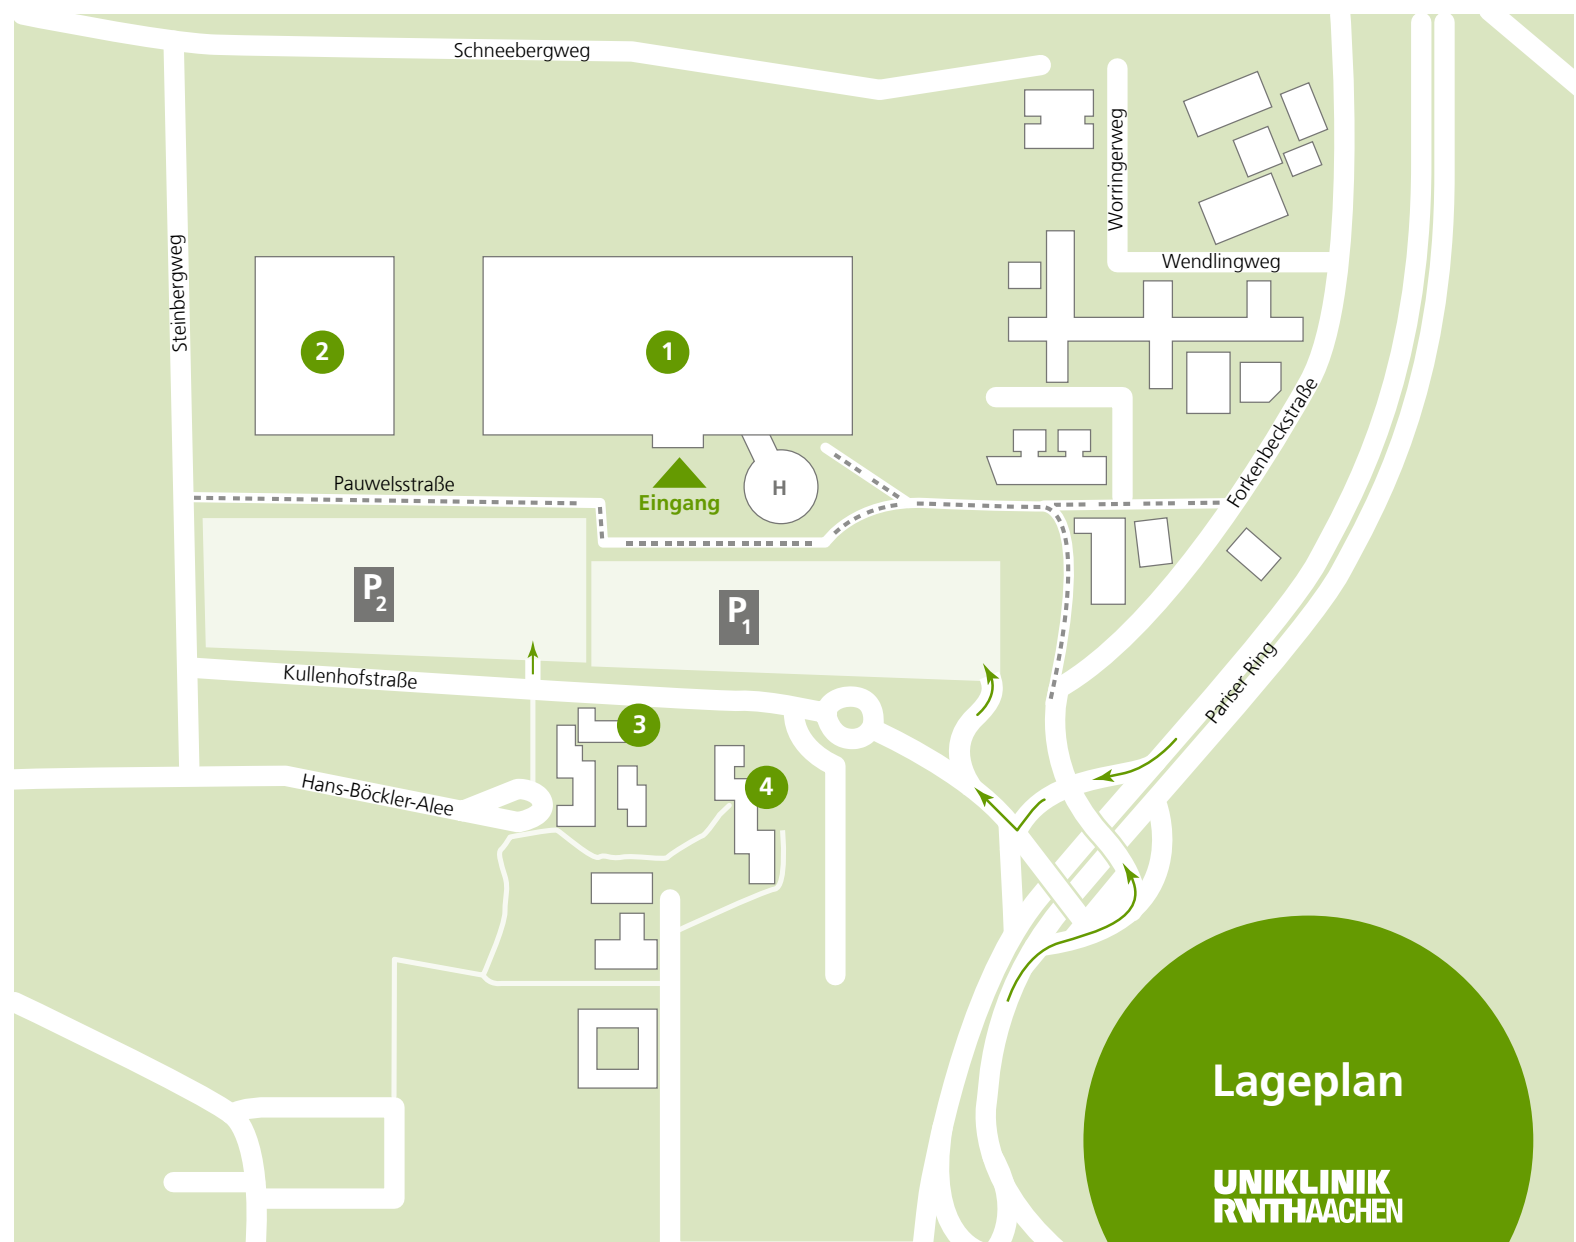 Schneebergweg
Worringerweg
Steinbergweg
Wendlingweg
2
1
Forkenbeckstraße
Pauwelsstraße
Eingang
H
P2
P1
Kullenhofstraße
Pariser Ring
3
4
Hans-Böckler-Alee
Lageplan
UNIKLINIK
RWTHAACHEN